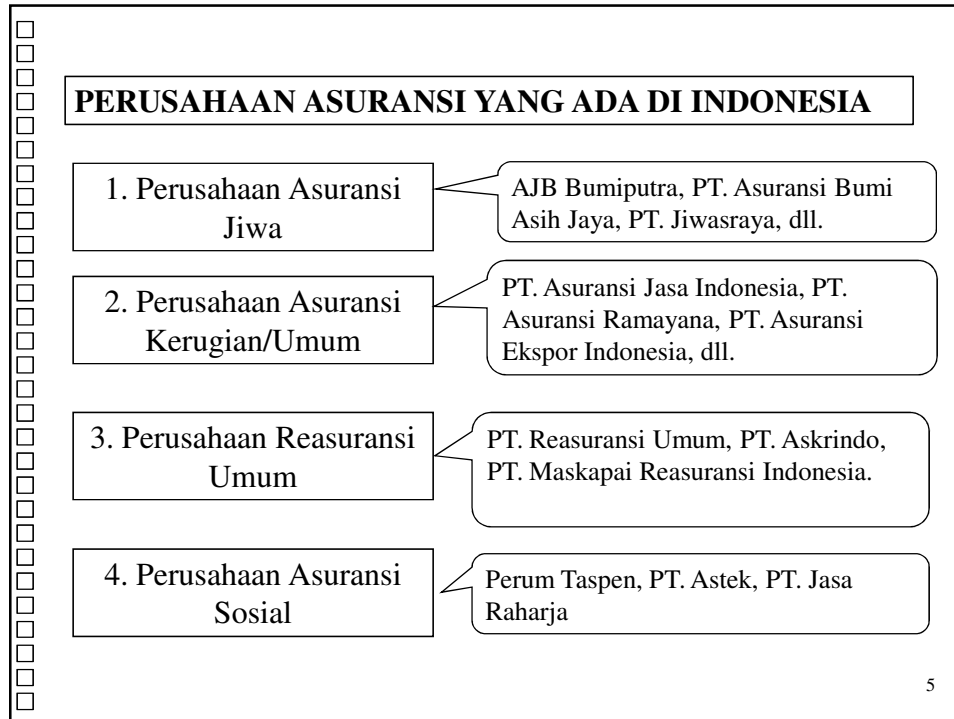 PERUSAHAAN ASURANSI YANG ADA DI INDONESIA
1. Perusahaan Asuransi
Jiwa
AJB Bumiputra, PT. Asuransi Bumi
Asih Jaya, PT. Jiwasraya, dll.
2. Perusahaan Asuransi
Kerugian/Umum
PT. Asuransi Jasa Indonesia, PT.
Asuransi Ramayana, PT. Asuransi
Ekspor Indonesia, dll.
3. Perusahaan Reasuransi
Umum
PT. Reasuransi Umum, PT. Askrindo,
PT. Maskapai Reasuransi Indonesia.
4. Perusahaan Asuransi
Sosial
Perum Taspen, PT. Astek, PT. Jasa
Raharja
5